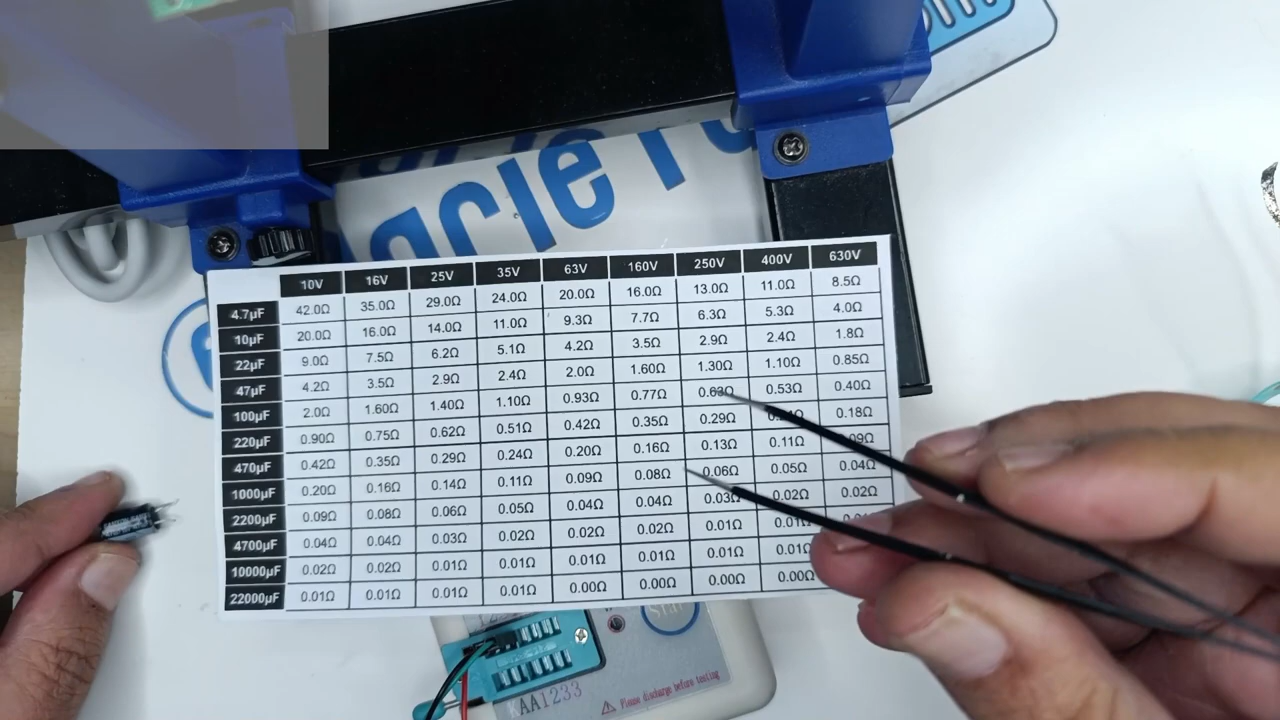 acle
10V 16V 25V 35V 63V 160V 250V 400V 630V
4.7µF 42.0Ω 35.0Ω 29.0Ω 24.0Ω 20.0Ω 16.0Ω 13.0Ω 11.0Ω 8.5Ω
10µF 20.0Ω 16.0Ω 14.0Ω 11.0Ω 9.3Ω 7.7Ω 6.3Ω 5.3Ω 4.0Ω
22µF 9.0Ω 7.5Ω 6.2Ω 5.1Ω 4.2Ω 3.5Ω 2.9Ω 2.4Ω 1.8Ω
47µF 4.2Ω 3.5Ω 2.9Ω 2.4Ω 2.0Ω 1.60Ω 1.30Ω 1.10Ω 0.85Ω
100µF 2.0Ω 1.60Ω 1.40Ω 1.10Ω 0.93Ω 0.77Ω 0.63Ω 0.53Ω 0.40Ω
220µF 0.90Ω 0.75Ω 0.62Ω 0.51Ω 0.42Ω 0.35Ω 0.29Ω 0.18Ω
470µF 0.42Ω 0.35Ω 0.29Ω 0.24Ω 0.20Ω 0.16Ω 0.13Ω 0.11Ω 0.09Ω
1000µF 0.20Ω 0.16Ω 0.14Ω 0.11Ω 0.09Ω 0.08Ω 0.06Ω 0.05Ω 0.04Ω
2200µF 0.09Ω 0.08Ω 0.06Ω 0.05Ω 0.04Ω 0.04Ω 0.03Ω 0.02Ω 0.02Ω
4700µF 0.04Ω 0.04Ω 0.03Ω 0.02Ω 0.02Ω 0.02Ω 0.01Ω 0.01Ω
10000µF 0.02Ω 0.02Ω 0.01Ω 0.01Ω 0.01Ω 0.01Ω 0.01Ω 0.01Ω
22000µF 0.01Ω 0.01Ω 0.01Ω 0.01Ω 0.00Ω 0.00Ω 0.00Ω 0.00Ω
KAA1233
Please discharge before testing